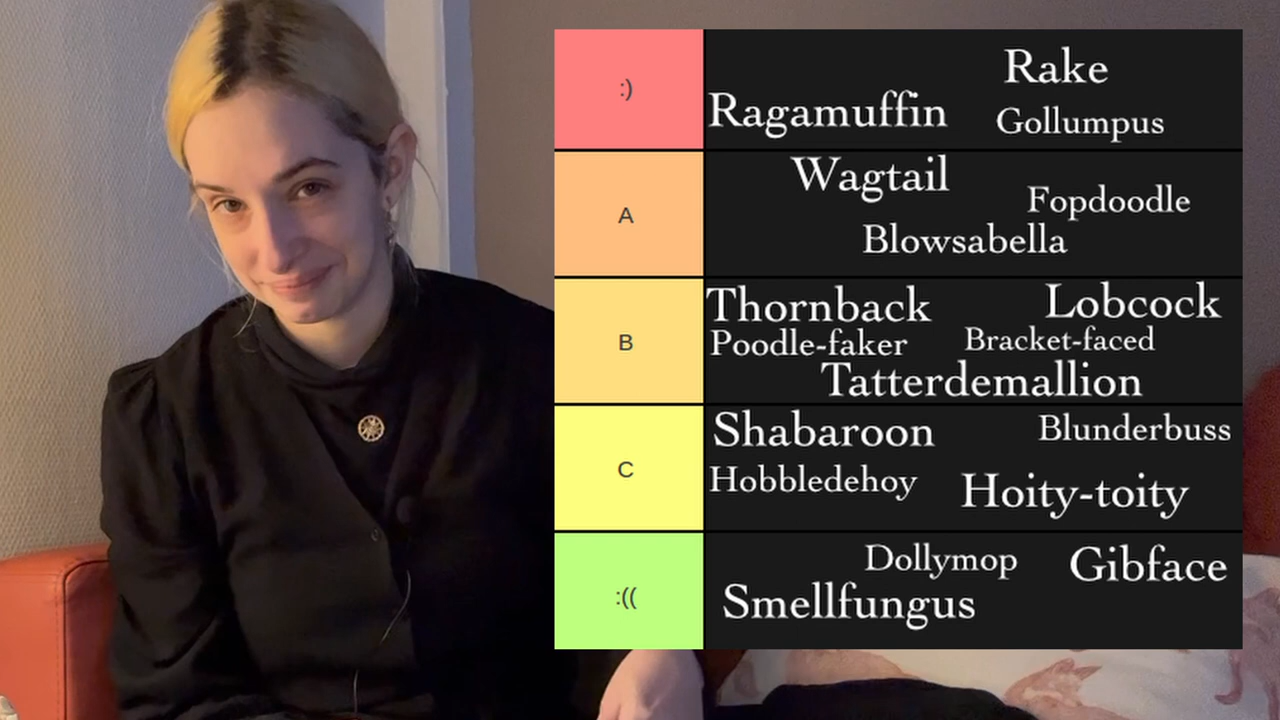 :)
Rake
Ragamuffin
Gollumpus
A
Wagtail
Fopdoodle
Blowsabella
B
Thornback Lobcock
Poodle-faker Bracket-faced
Tatterdemallion
C
Shabaroon Blunderbuss
Hobbledehoy Hoity-toity
:((
Dollymop Gibface
Smellfungus